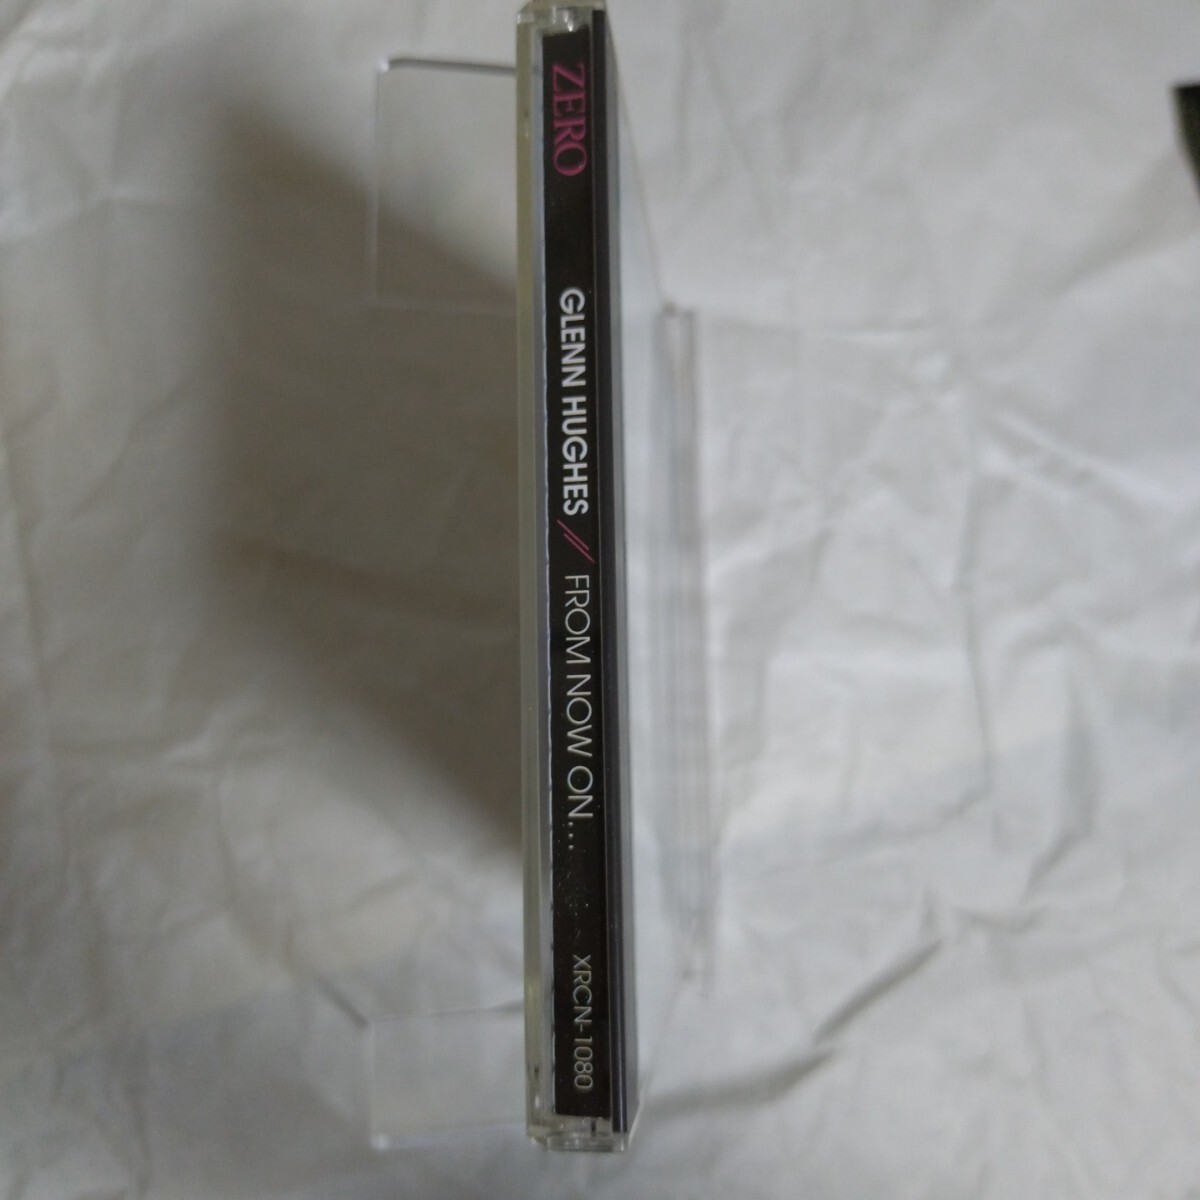 ZERO
GLENN HUGHES // FROM NOW ON...
XRCN-1080